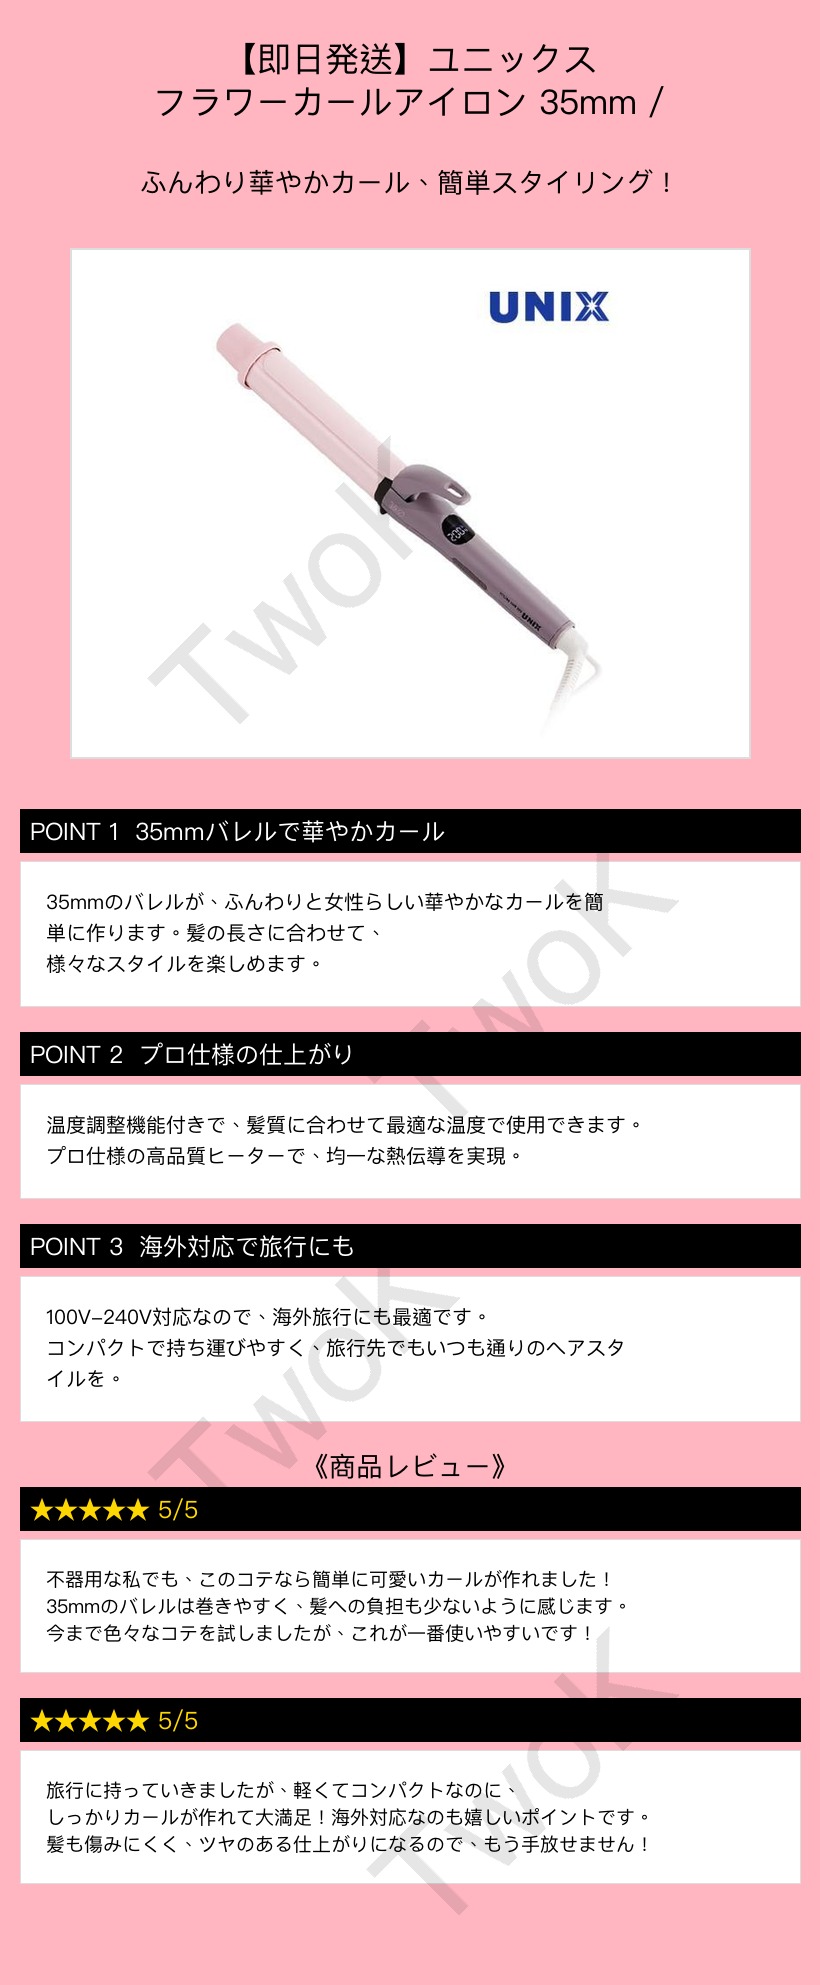 【即日発送】ユニックス
フラワーカールアイロン 35mm /
ふんわり華やかカール、簡単スタイリング！
UNIX
200
UNIX
TwoK
POINT 1 35mmバレルで華やかカール
35mmのバレルが、ふんわりと女性らしい華やかなカールを簡
単に作ります。髪の長さに合わせて、
様々なスタイルを楽しめます。
TwoK
POINT 2 プロ仕様の仕上がり
温度調整機能付きで、髪質に合わせて最適な温度で使用できます。
プロ仕様の高品質ヒーターで、均一な熱伝導を実現。
POINT 3 海外対応で旅行にも
100V-240V対応なので、海外旅行にも最適です。
コンパクトで持ち運びやすく、旅行先でもいつも通りのヘアスタ
イルを。
TwoK
《商品レビュー》
★★★★★ 5/5
不器用な私でも、このコテなら簡単に可愛いカールが作れました！
35mmのバレルは巻きやすく、髪への負担も少ないように感じます。
今まで色々なコテを試しましたが、これが一番使いやすいです！
★★★★★ 5/5
旅行に持っていきましたが、軽くてコンパクトなのに、
しっかりカールが作れて大満足！海外対応なのも嬉しいポイントです。
髪も傷みにくく、ツヤのある仕上がりになるので、もう手放せません！
TwoK